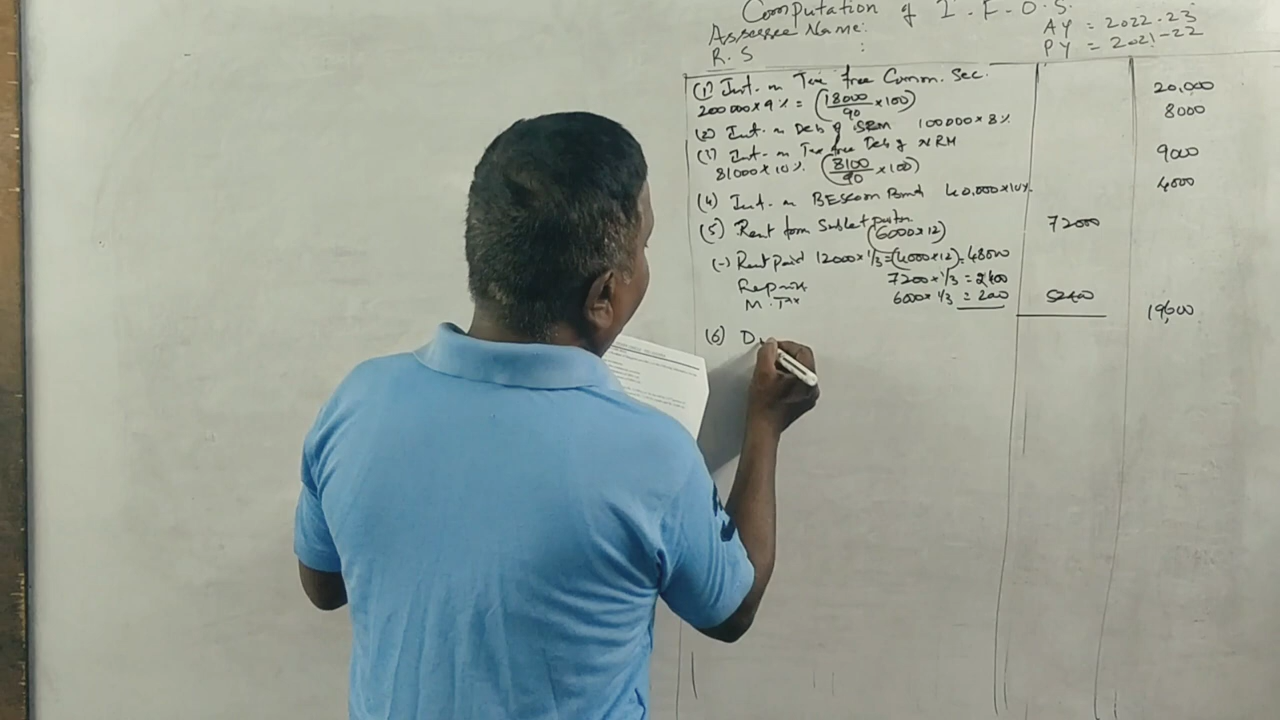 Computation of I.F.O.S.
Assessee Name:
R.S :
AY = 2022-23
PY = 2021-22
(1) Int. on Tax free Comm. Sec. 20,000
200000 x 9% = (18000/90 x 100)
(2) Int. on Deb of SBM 100000 x 8% 8000
(3) Int. on Tax free Deb of NRM
81000 x 10% (8100/90 x 100) 9000
(4) Int. on BESCOM Bond 40,000 x 10% 4000
(5) Rent from Sublet portion (6000 x 12) 72000
(-) Rent Paid 12000 x 1/3 = (4000 x 12) = 48000
Repairs 7200 x 1/3 = 2400
M. Tax 6000 x 1/3 = 2000 52400 19,600
(6)